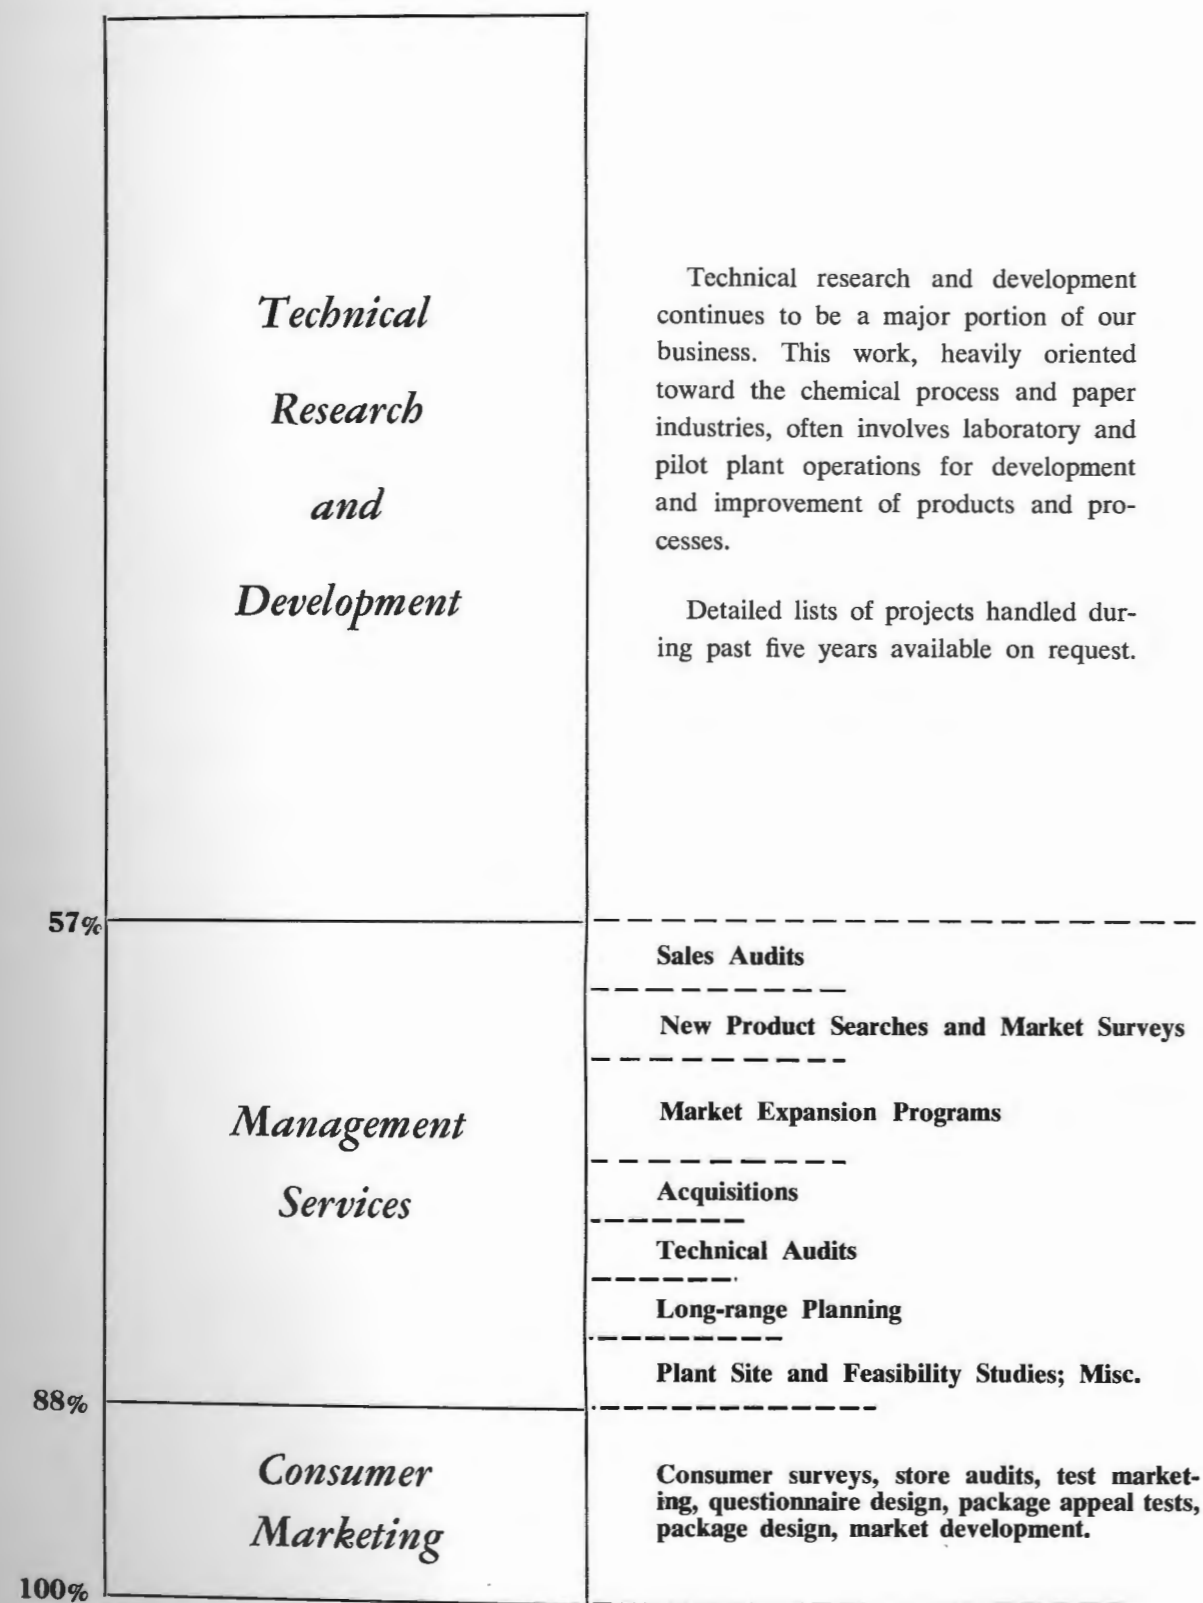 Technical
Research
and
Development
Technical research and development
continues to be a major portion of our
business. This work, heavily oriented
toward the chemical process and paper
industries, often involves laboratory and
pilot plant operations for development
and improvement of products and pro-
cesses.
Detailed lists of projects handled dur-
ing past five years available on request.
57%
Management
Services
Sales Audits
New Product Searches and Market Surveys
Market Expansion Programs
Acquisitions
Technical Audits
Long-range Planning
Plant Site and Feasibility Studies; Misc.
88%
Consumer
Marketing
Consumer surveys, store audits, test market-
ing, questionnaire design, package appeal tests,
package design, market development.
100%